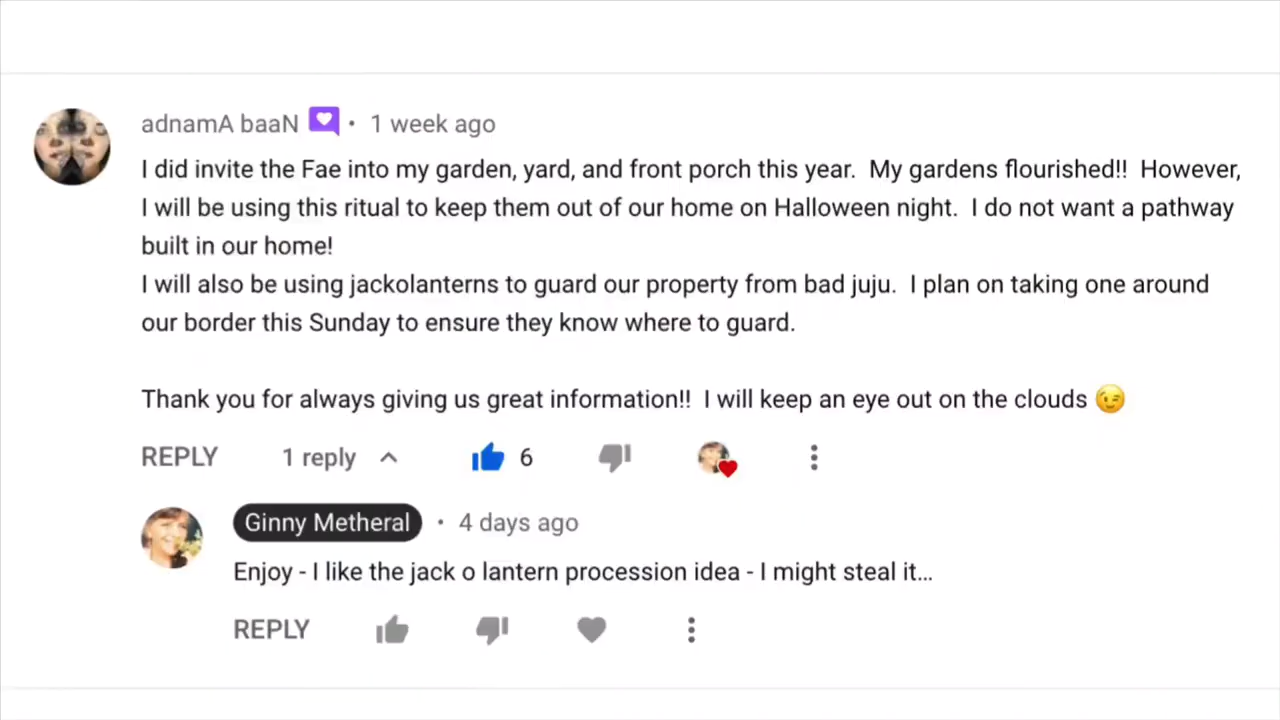 adnamA baaN • 1 week ago
I did invite the Fae into my garden, yard, and front porch this year.  My gardens flourished!!  However,
I will be using this ritual to keep them out of our home on Halloween night.  I do not want a pathway
built in our home!
I will also be using jackolanterns to guard our property from bad juju.  I plan on taking one around
our border this Sunday to ensure they know where to guard.
Thank you for always giving us great information!!  I will keep an eye out on the clouds 😉
REPLY 1 reply 6
Ginny Metheral • 4 days ago
Enjoy - I like the jack o lantern procession idea - I might steal it...
REPLY